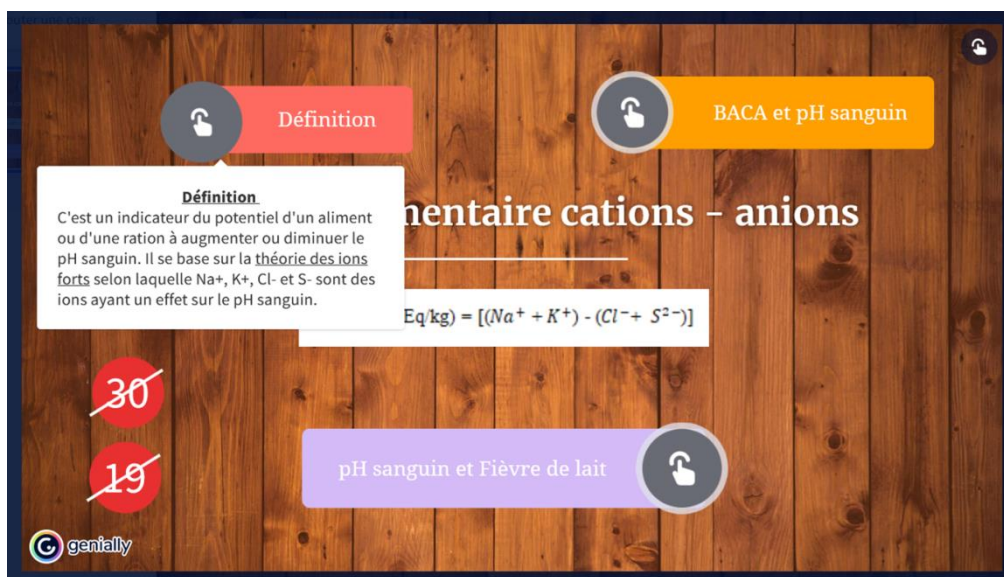 Définition
BACA et pH sanguin
Définition
C'est un indicateur du potentiel d'un aliment
ou d'une ration à augmenter ou diminuer le
pH sanguin. Il se base sur la théorie des ions
forts selon laquelle Na+, K+, Cl- et S- sont des
ions ayant un effet sur le pH sanguin.
cations - anions
Eq/kg) = [(Na⁺ + K⁺) - (Cl⁻+ S²⁻)]
30
19
pH sanguin et Fièvre de lait
genially